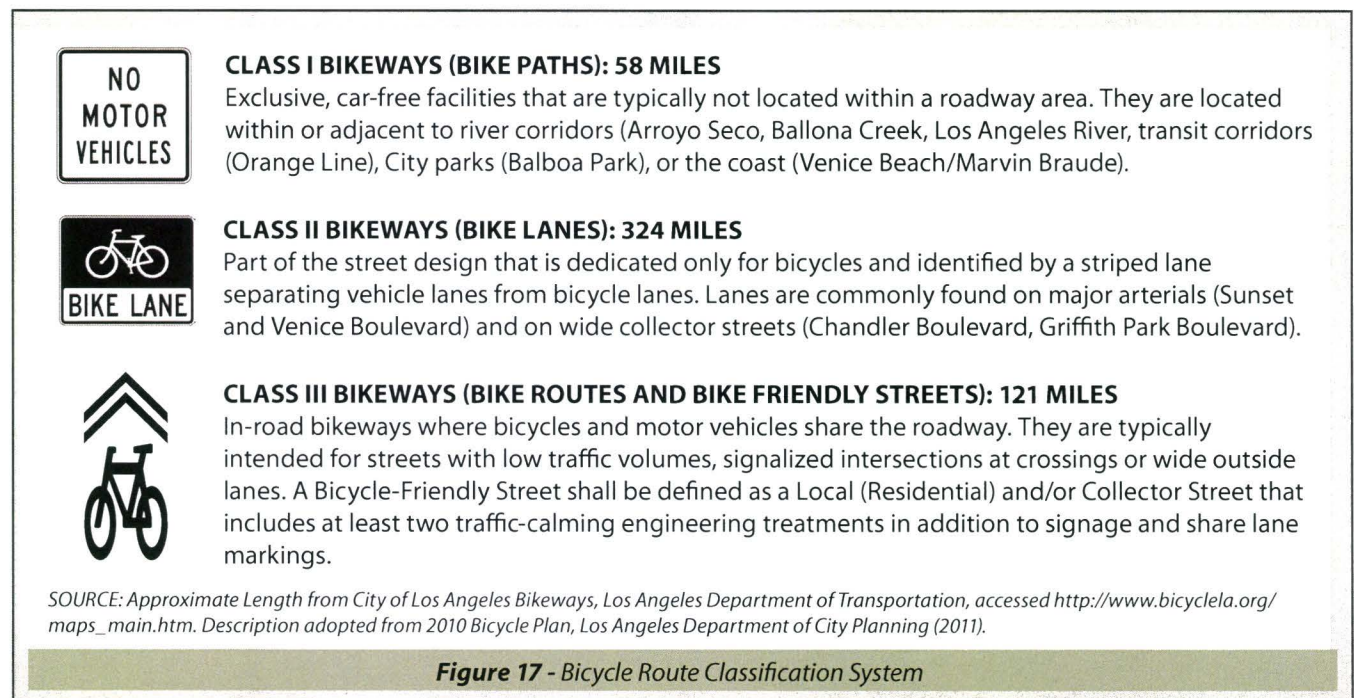 NO
MOTOR
VEHICLES
CLASS I BIKEWAYS (BIKE PATHS): 58 MILES
Exclusive, car-free facilities that are typically not located within a roadway area. They are located
within or adjacent to river corridors (Arroyo Seco, Ballona Creek, Los Angeles River, transit corridors
(Orange Line), City parks (Balboa Park), or the coast (Venice Beach/Marvin Braude).
BIKE LANE
CLASS II BIKEWAYS (BIKE LANES): 324 MILES
Part of the street design that is dedicated only for bicycles and identified by a striped lane
separating vehicle lanes from bicycle lanes. Lanes are commonly found on major arterials (Sunset
and Venice Boulevard) and on wide collector streets (Chandler Boulevard, Griffith Park Boulevard).
CLASS III BIKEWAYS (BIKE ROUTES AND BIKE FRIENDLY STREETS): 121 MILES
In-road bikeways where bicycles and motor vehicles share the roadway. They are typically
intended for streets with low traffic volumes, signalized intersections at crossings or wide outside
lanes. A Bicycle-Friendly Street shall be defined as a Local (Residential) and/or Collector Street that
includes at least two traffic-calming engineering treatments in addition to signage and share lane
markings.
SOURCE: Approximate Length from City of Los Angeles Bikeways, Los Angeles Department of Transportation, accessed http://www.bicyclela.org/
maps_main.htm. Description adopted from 2010 Bicycle Plan, Los Angeles Department of City Planning (2011).
Figure 17 - Bicycle Route Classification System